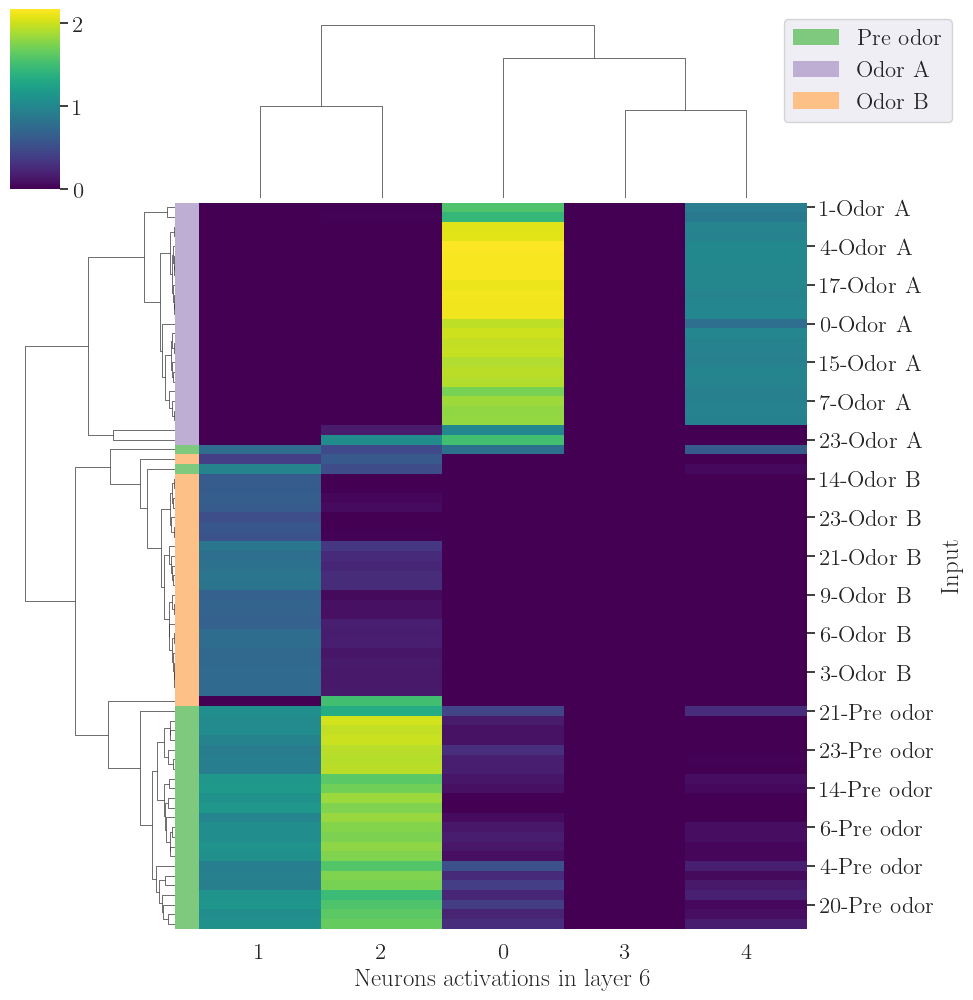 2
1
0
Pre odor
Odor A
Odor B
1-Odor A
4-Odor A
17-Odor A
0-Odor A
15-Odor A
7-Odor A
23-Odor A
14-Odor B
23-Odor B
21-Odor B
9-Odor B
6-Odor B
3-Odor B
21-Pre odor
23-Pre odor
14-Pre odor
6-Pre odor
4-Pre odor
20-Pre odor
Input
1 2 0 3 4
Neurons activations in layer 6